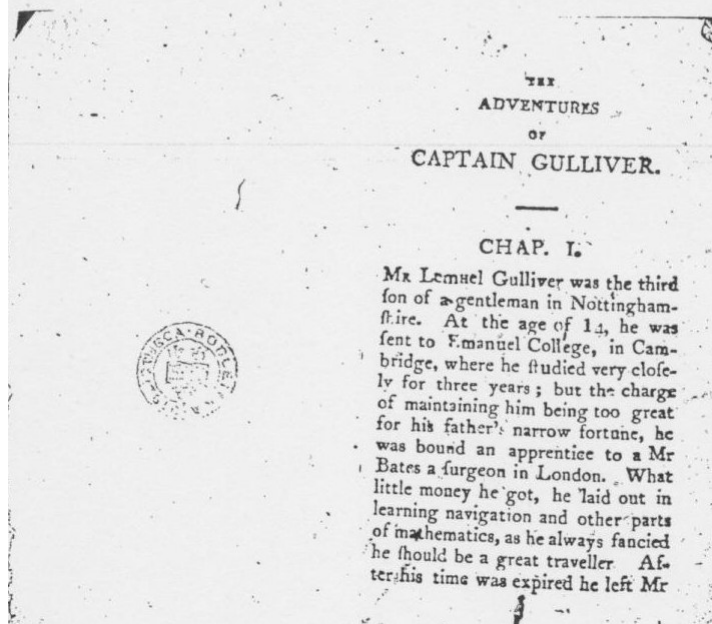 THE
ADVENTURES
OF
CAPTAIN GULLIVER.
CHAP. I.
MR Lemuel Gulliver was the third
ſon of a gentleman in Nottingham-
ſhire. At the age of 14, he was
ſent to Emanuel College, in Cam-
bridge, where he ſtudied very cloſe-
ly for three years; but the charge
of maintaining him being too great
for his father's narrow fortune, he
was bound an apprentice to a Mr
Bates a ſurgeon in London. What
little money he got, he laid out in
learning navigation and other parts
of mathematics, as he always fancied
he ſhould be a great traveller Af-
ter his time was expired he left Mr